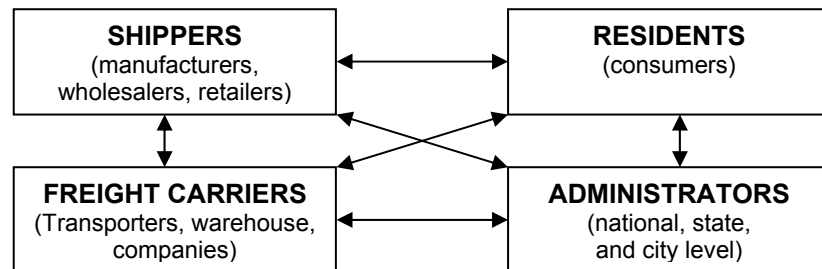 SHIPPERS
(manufacturers,
wholesalers, retailers)
RESIDENTS
(consumers)
FREIGHT CARRIERS
(Transporters, warehouse,
companies)
ADMINISTRATORS
(national, state,
and city level)